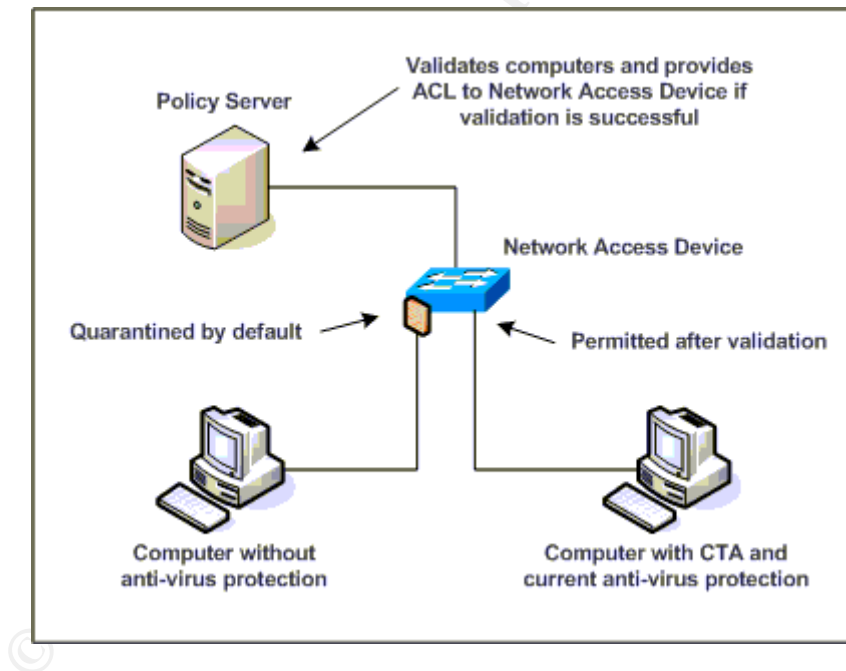 Validates computers and provides
ACL to Network Access Device if
validation is successful
Policy Server
Network Access Device
Quarantined by default
Permitted after validation
Computer without
anti-virus protection
Computer with CTA and
current anti-virus protection
©